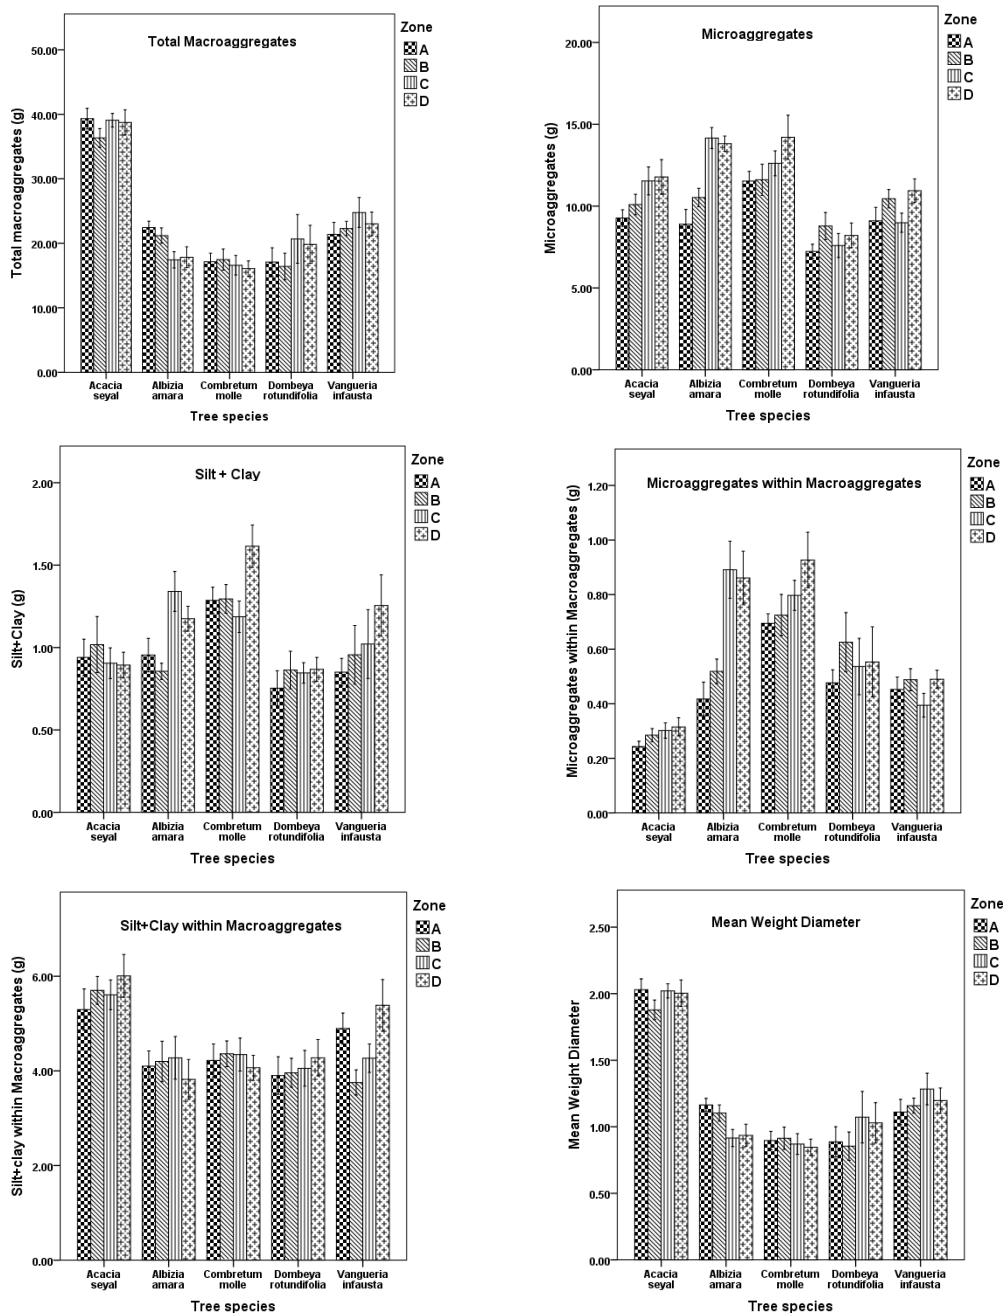 Total Macroaggregates
Zone
A
B
C
D
50.00
40.00
30.00
20.00
10.00
0.00
Total macroaggregates (g)
Acacia seyal
Albizia amara
Combretum molle
Dombeya rotundifolia
Vangueria infausta
Tree species
Microaggregates
Zone
A
B
C
D
20.00
15.00
10.00
5.00
0.00
Microaggregates (g)
Acacia seyal
Albizia amara
Combretum molle
Dombeya rotundifolia
Vangueria infausta
Tree species
Silt + Clay
Zone
A
B
C
D
2.00
1.50
1.00
0.50
0.00
Silt+Clay (g)
Acacia seyal
Albizia amara
Combretum molle
Dombeya rotundifolia
Vangueria infausta
Tree species
Microaggregates within Macroaggregates
Zone
A
B
C
D
1.20
1.00
0.80
0.60
0.40
0.20
0.00
Microaggregates within Macroaggregates (g)
Acacia seyal
Albizia amara
Combretum molle
Dombeya rotundifolia
Vangueria infausta
Tree species
Silt+Clay within Macroaggregates
Zone
A
B
C
D
6.00
4.00
2.00
0.00
Silt+clay within Macroaggregates (g)
Acacia seyal
Albizia amara
Combretum molle
Dombeya rotundifolia
Vangueria infausta
Tree species
Mean Weight Diameter
Zone
A
B
C
D
2.50
2.00
1.50
1.00
0.50
0.00
Mean Weight Diameter
Acacia seyal
Albizia amara
Combretum molle
Dombeya rotundifolia
Vangueria infausta
Tree species